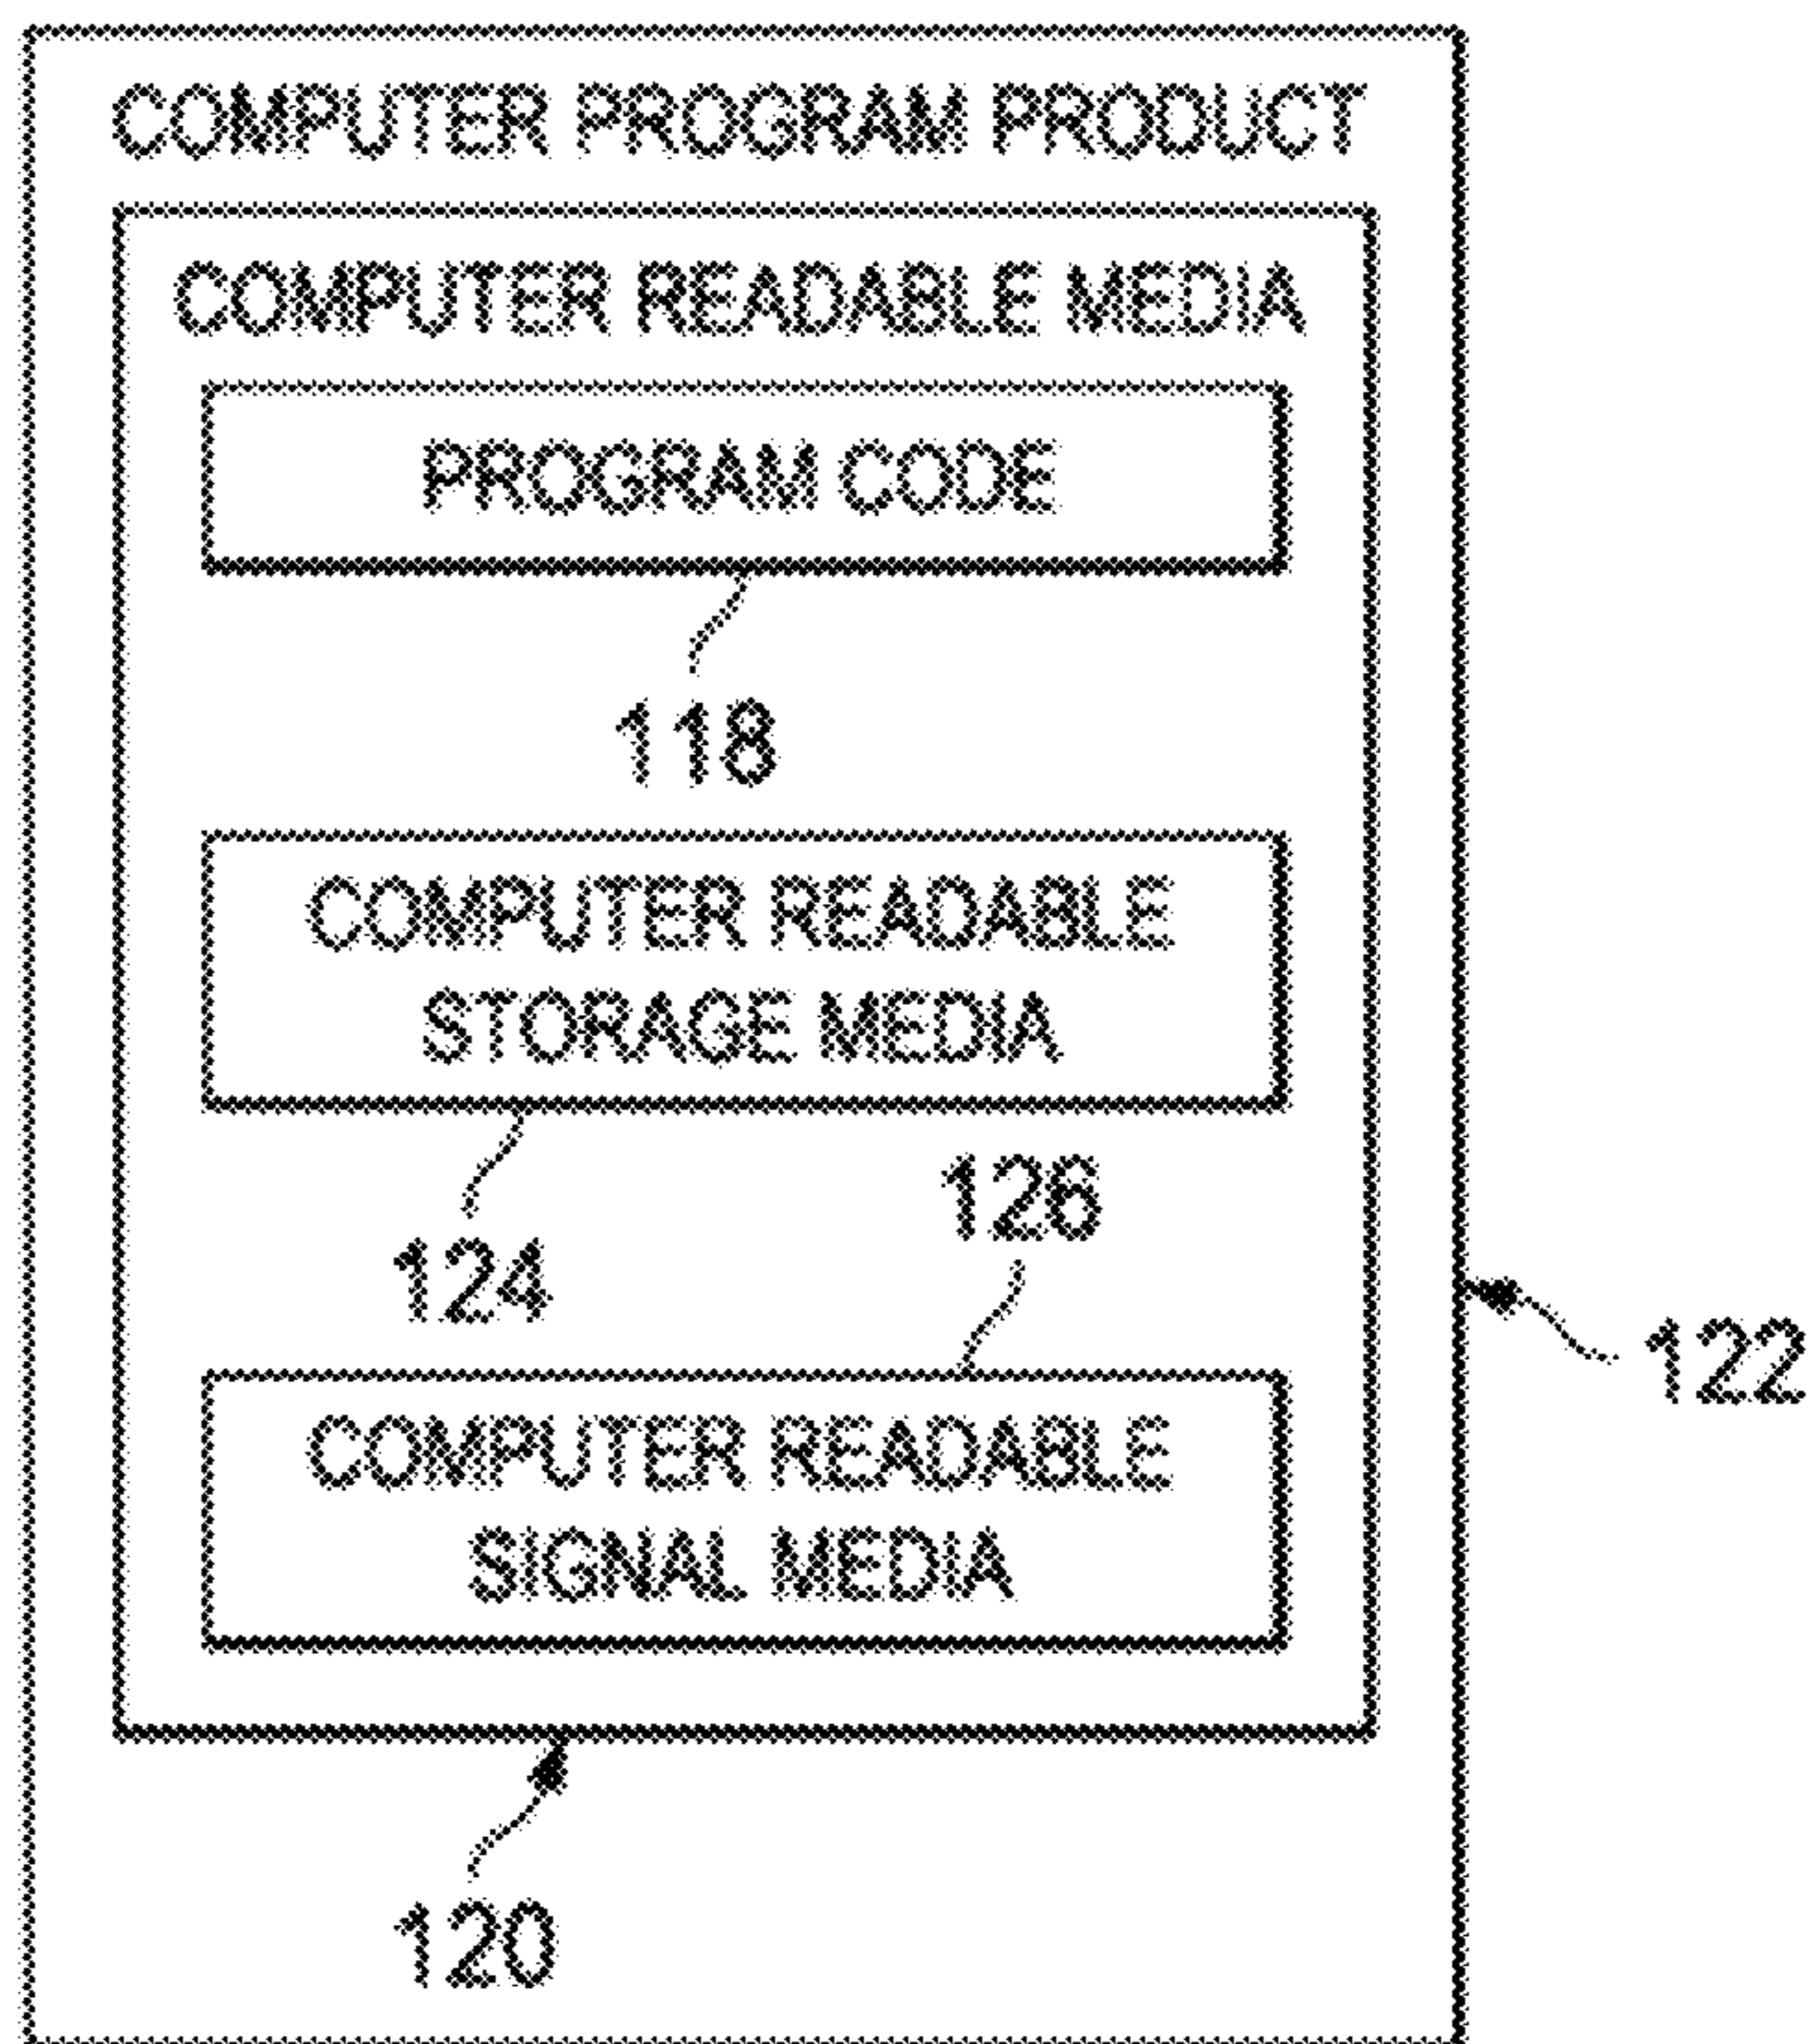 COMPUTER PROGRAM PRODUCT
COMPUTER READABLE MEDIA
PROGRAM CODE
118
COMPUTER READABLE
STORAGE MEDIA
124
126
122
COMPUTER READABLE
SIGNAL MEDIA
120